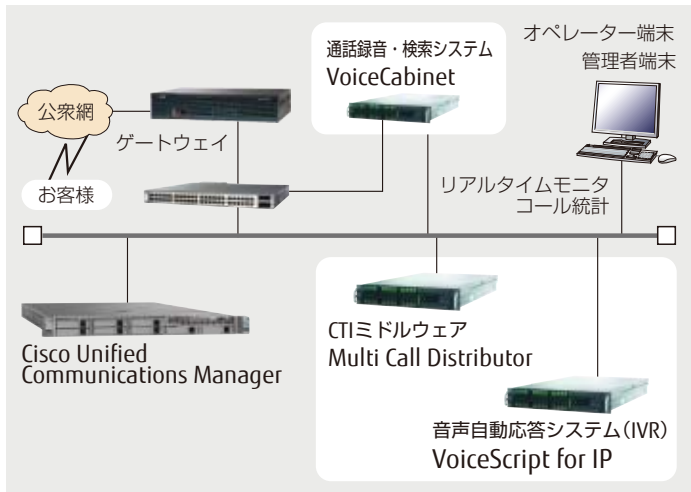 オペレーター端末
管理者端末
通話録音・検索システム
VoiceCabinet
公衆網
ゲートウェイ
お客様
リアルタイムモニタ
コール統計
Cisco Unified
Communications Manager
CTIミドルウェア
Multi Call Distributor
音声自動応答システム(IVR)
VoiceScript for IP